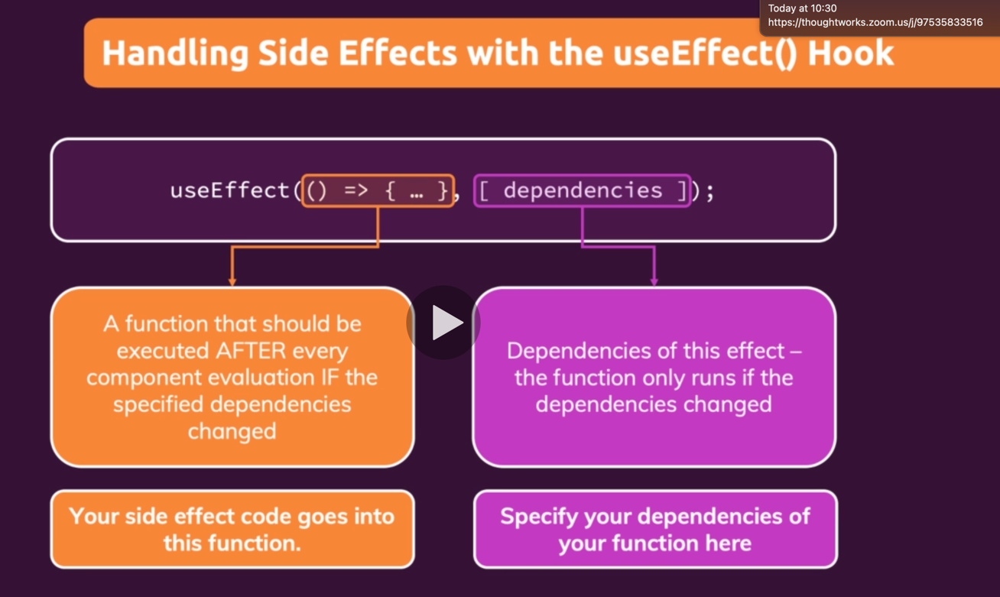 Today at 10:30
https://thoughtworks.zoom.us/j/97535833516
Handling Side Effects with the useEffect() Hook
useEffect(() => { … }, [ dependencies ]);
A function that should be
executed AFTER every
component evaluation IF the
specified dependencies
changed
Dependencies of this effect –
the function only runs if the
dependencies changed
Your side effect code goes into
this function.
Specify your dependencies of
your function here